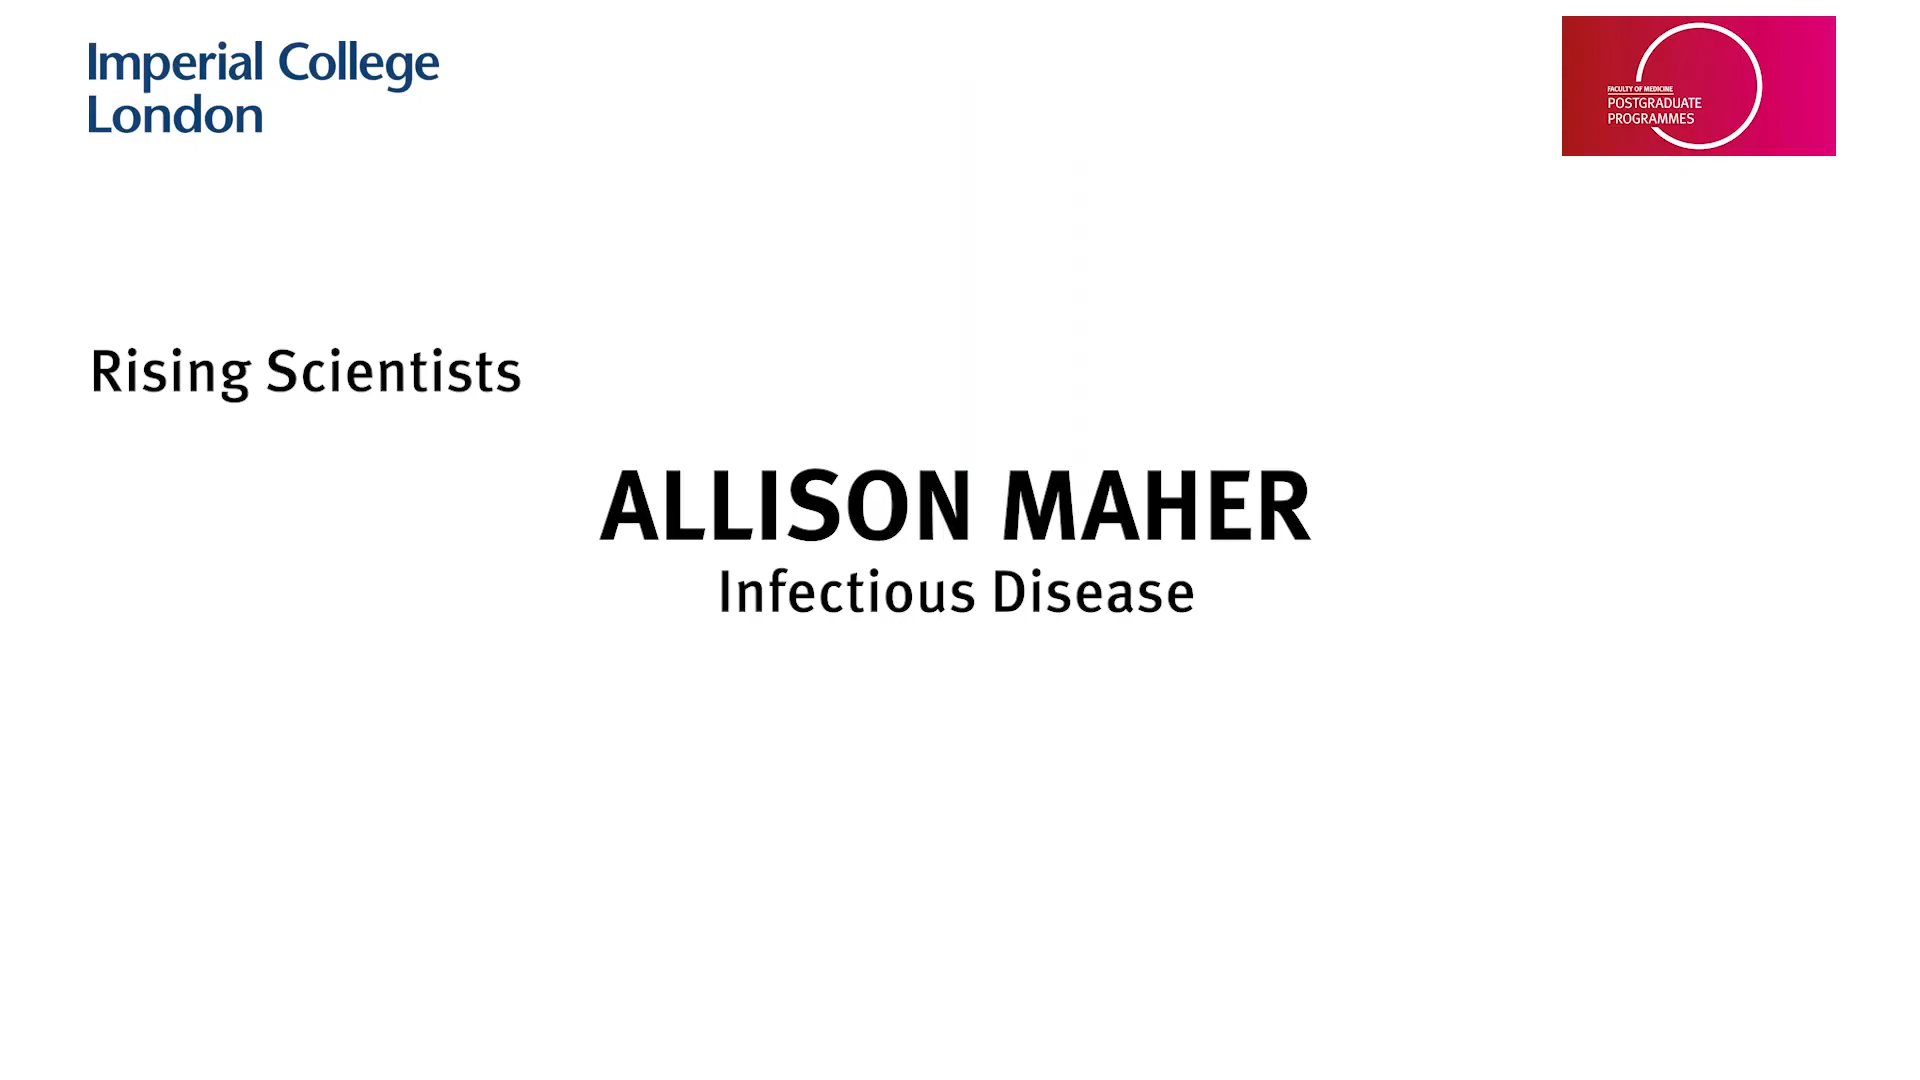 Imperial College
London
FACULTY OF MEDICINE
POSTGRADUATE
PROGRAMMES
Rising Scientists
ALLISON MAHER
Infectious Disease